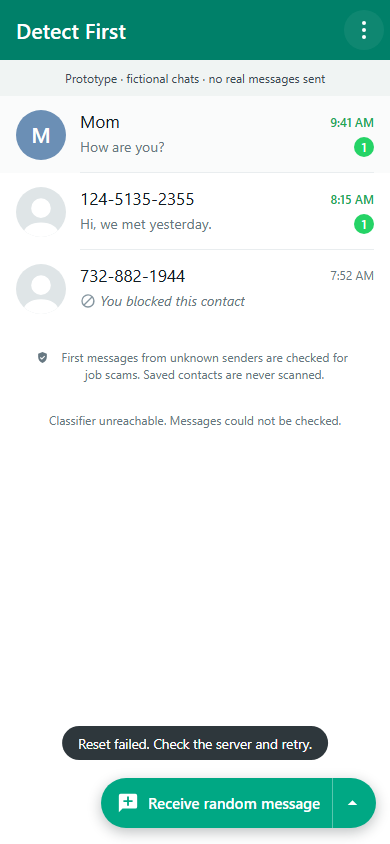 Detect First
Prototype · fictional chats · no real messages sent
M
Mom
9:41 AM
How are you?
1
124-5135-2355
8:15 AM
Hi, we met yesterday.
1
732-882-1944
7:52 AM
You blocked this contact
First messages from unknown senders are checked for
job scams. Saved contacts are never scanned.
Classifier unreachable. Messages could not be checked.
Reset failed. Check the server and retry.
Receive random message